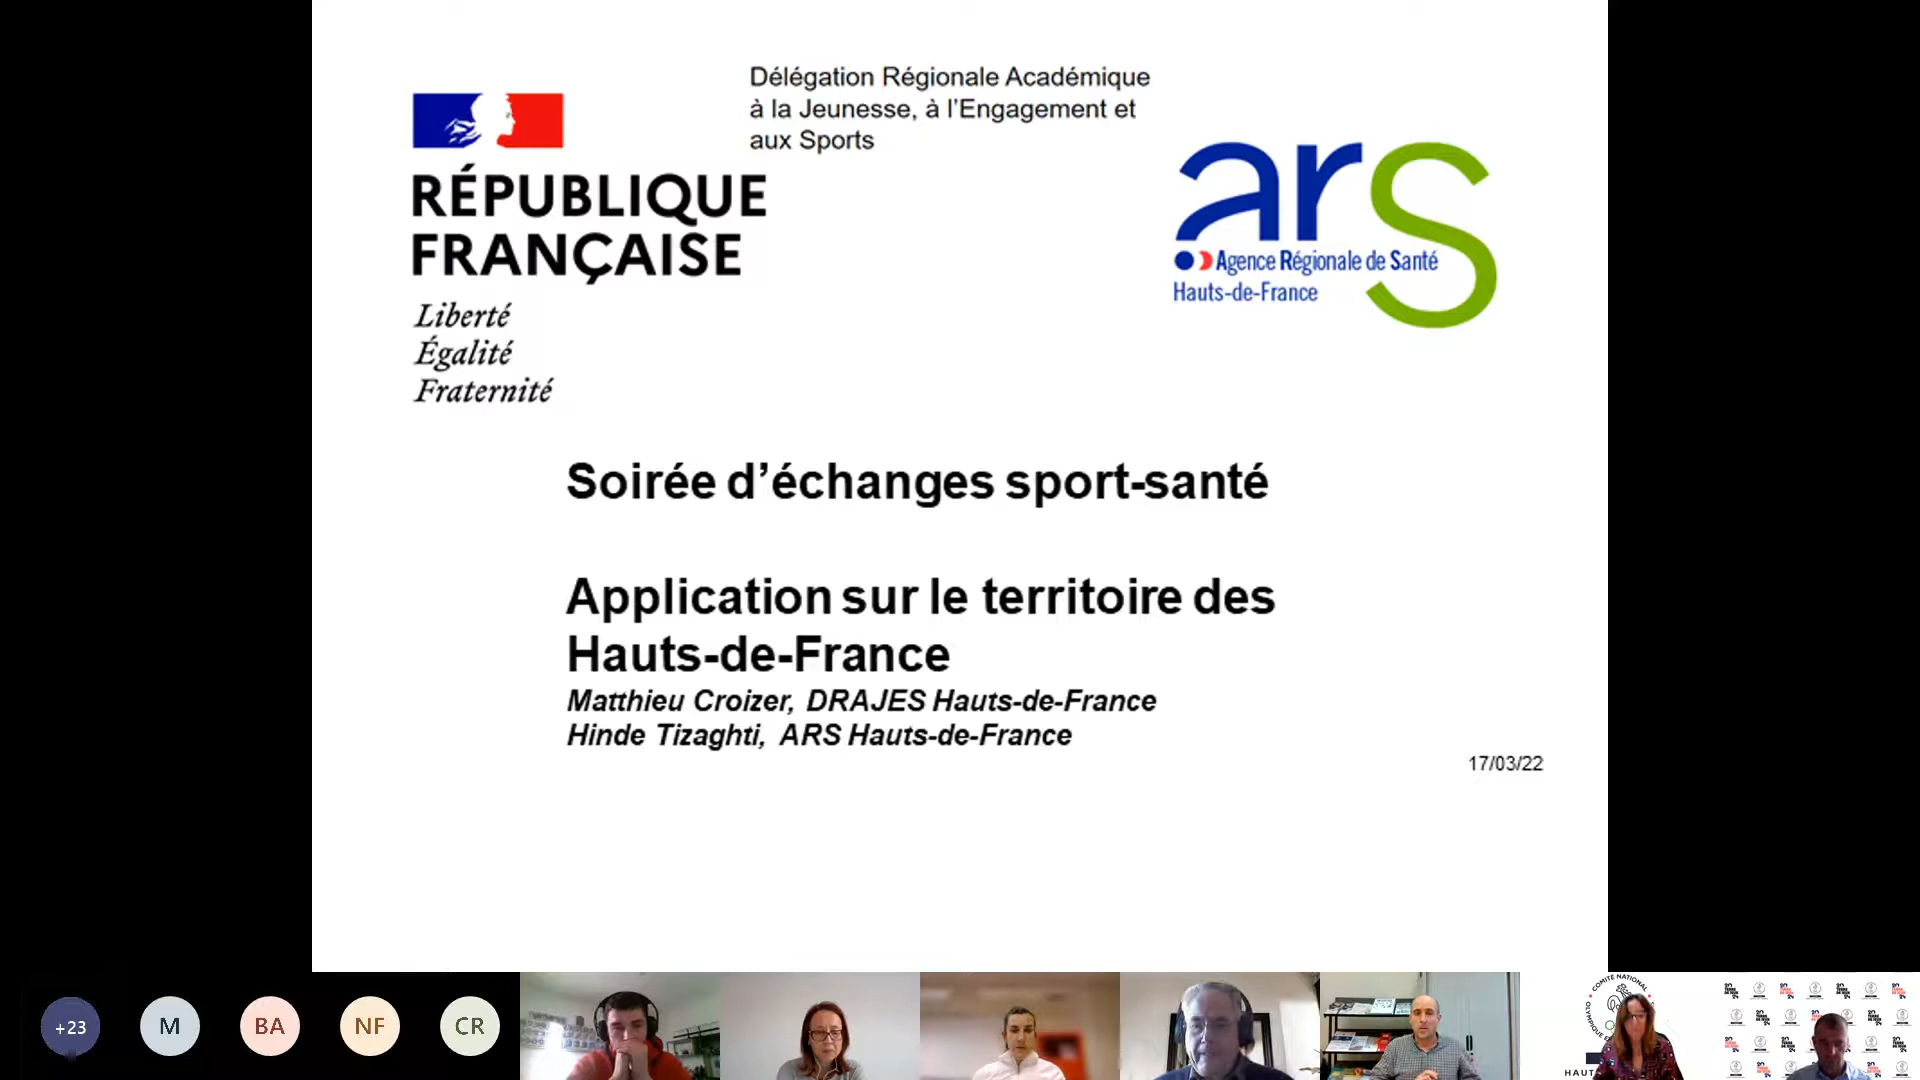 Délégation Régionale Académique
à la Jeunesse, à l'Engagement et
aux Sports
RÉPUBLIQUE
FRANÇAISE
Liberté
Égalité
Fraternité
ars
Agence Régionale de Santé
Hauts-de-France
Soirée d'échanges sport-santé
Application sur le territoire des
Hauts-de-France
Matthieu Croizer, DRAJES Hauts-de-France
Hinde Tizaghti, ARS Hauts-de-France
17/03/22
+23
M
BA
NF
CR
COMITÉ NATIONAL